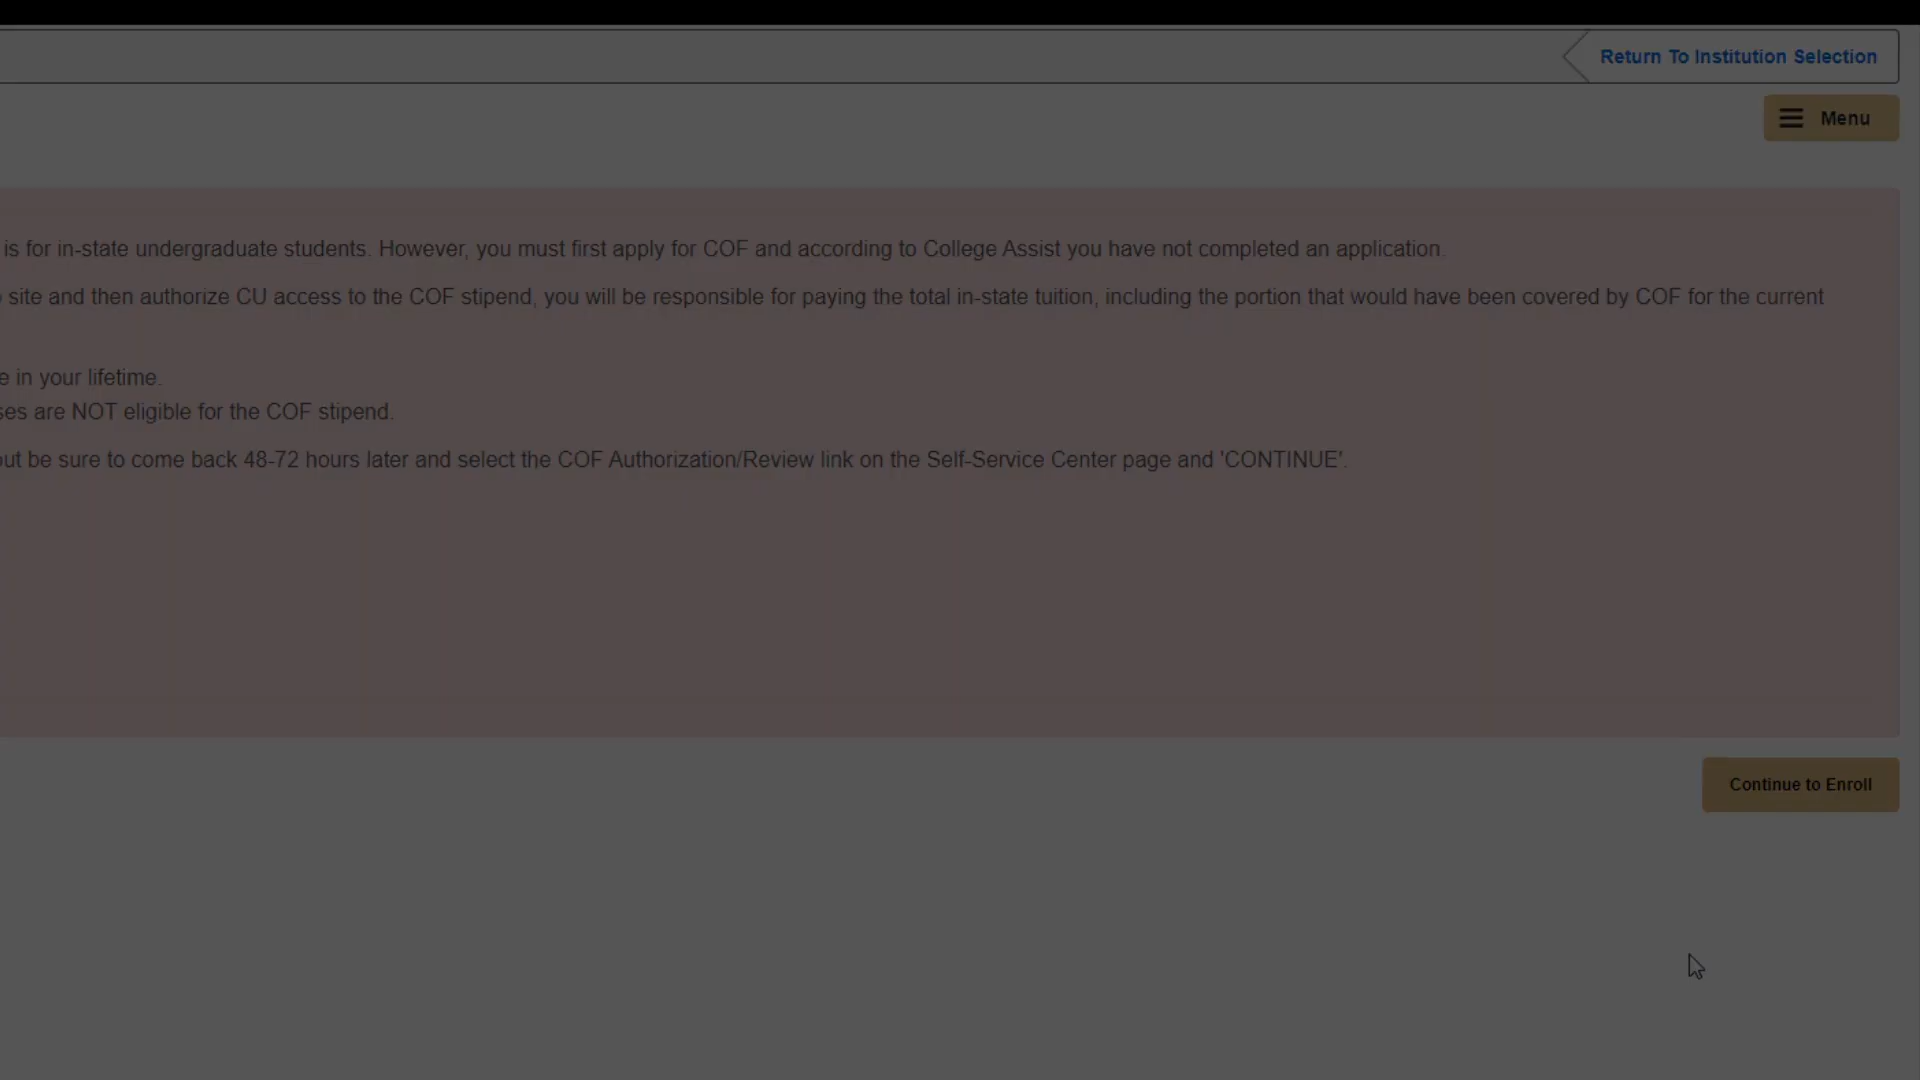 Return To Institution Selection
Menu
is for in-state undergraduate students. However, you must first apply for COF and according to College Assist you have not completed an application.
site and then authorize CU access to the COF stipend, you will be responsible for paying the total in-state tuition, including the portion that would have been covered by COF for the current
e in your lifetime.
ses are NOT eligible for the COF stipend.
out be sure to come back 48-72 hours later and select the COF Authorization/Review link on the Self-Service Center page and 'CONTINUE'.
Continue to Enroll